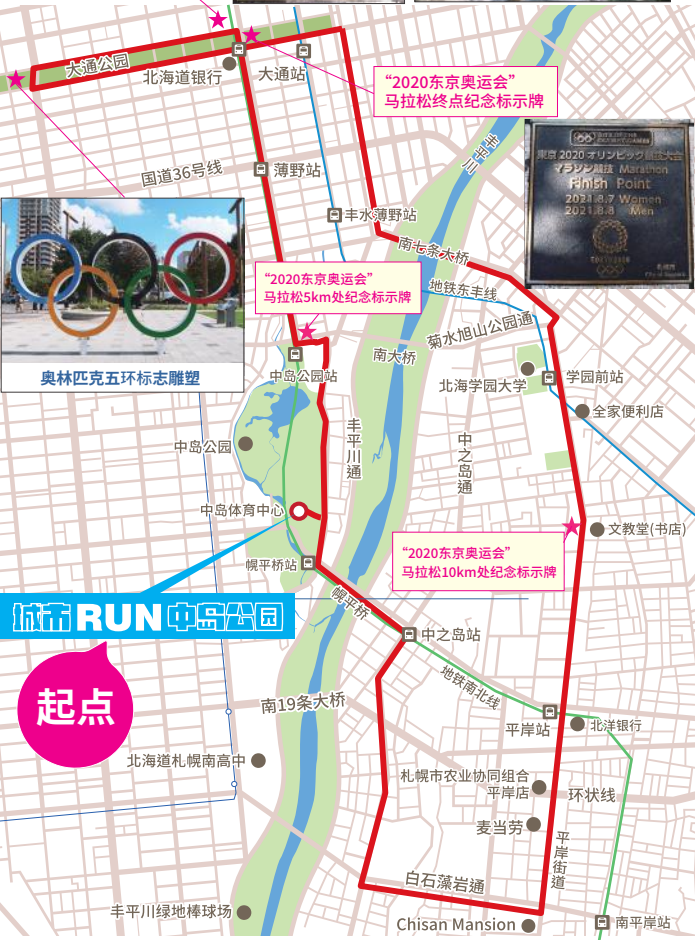 大通公园
北海道银行
大通站
“2020东京奥运会”
马拉松终点纪念标示牌
丰平川
国道36号线
薄野站
東京2020オリンピック競技大会
マラソン競技 Marathon
Finish Point
2021.8.7 Women
2021.8.8 Men
丰水薄野站
南七条大桥
“2020东京奥运会”
马拉松5km处纪念标示牌
地铁东丰线
菊水旭山公园通
南大桥
中岛公园站
奥林匹克五环标志雕塑
北海学园大学
学园前站
全家便利店
丰平川通
中之岛通
中岛公园
中岛体育中心
文教堂(书店)
“2020东京奥运会”
马拉松10km处纪念标示牌
幌平桥站
幌平桥
城市RUN中岛公园
中之岛站
起点
地铁南北线
南19条大桥
平岸站
北洋银行
北海道札幌南高中
札幌市农业协同组合
平岸店
环状线
麦当劳
平岸街道
白石藻岩通
丰平川绿地棒球场
Chisan Mansion
南平岸站